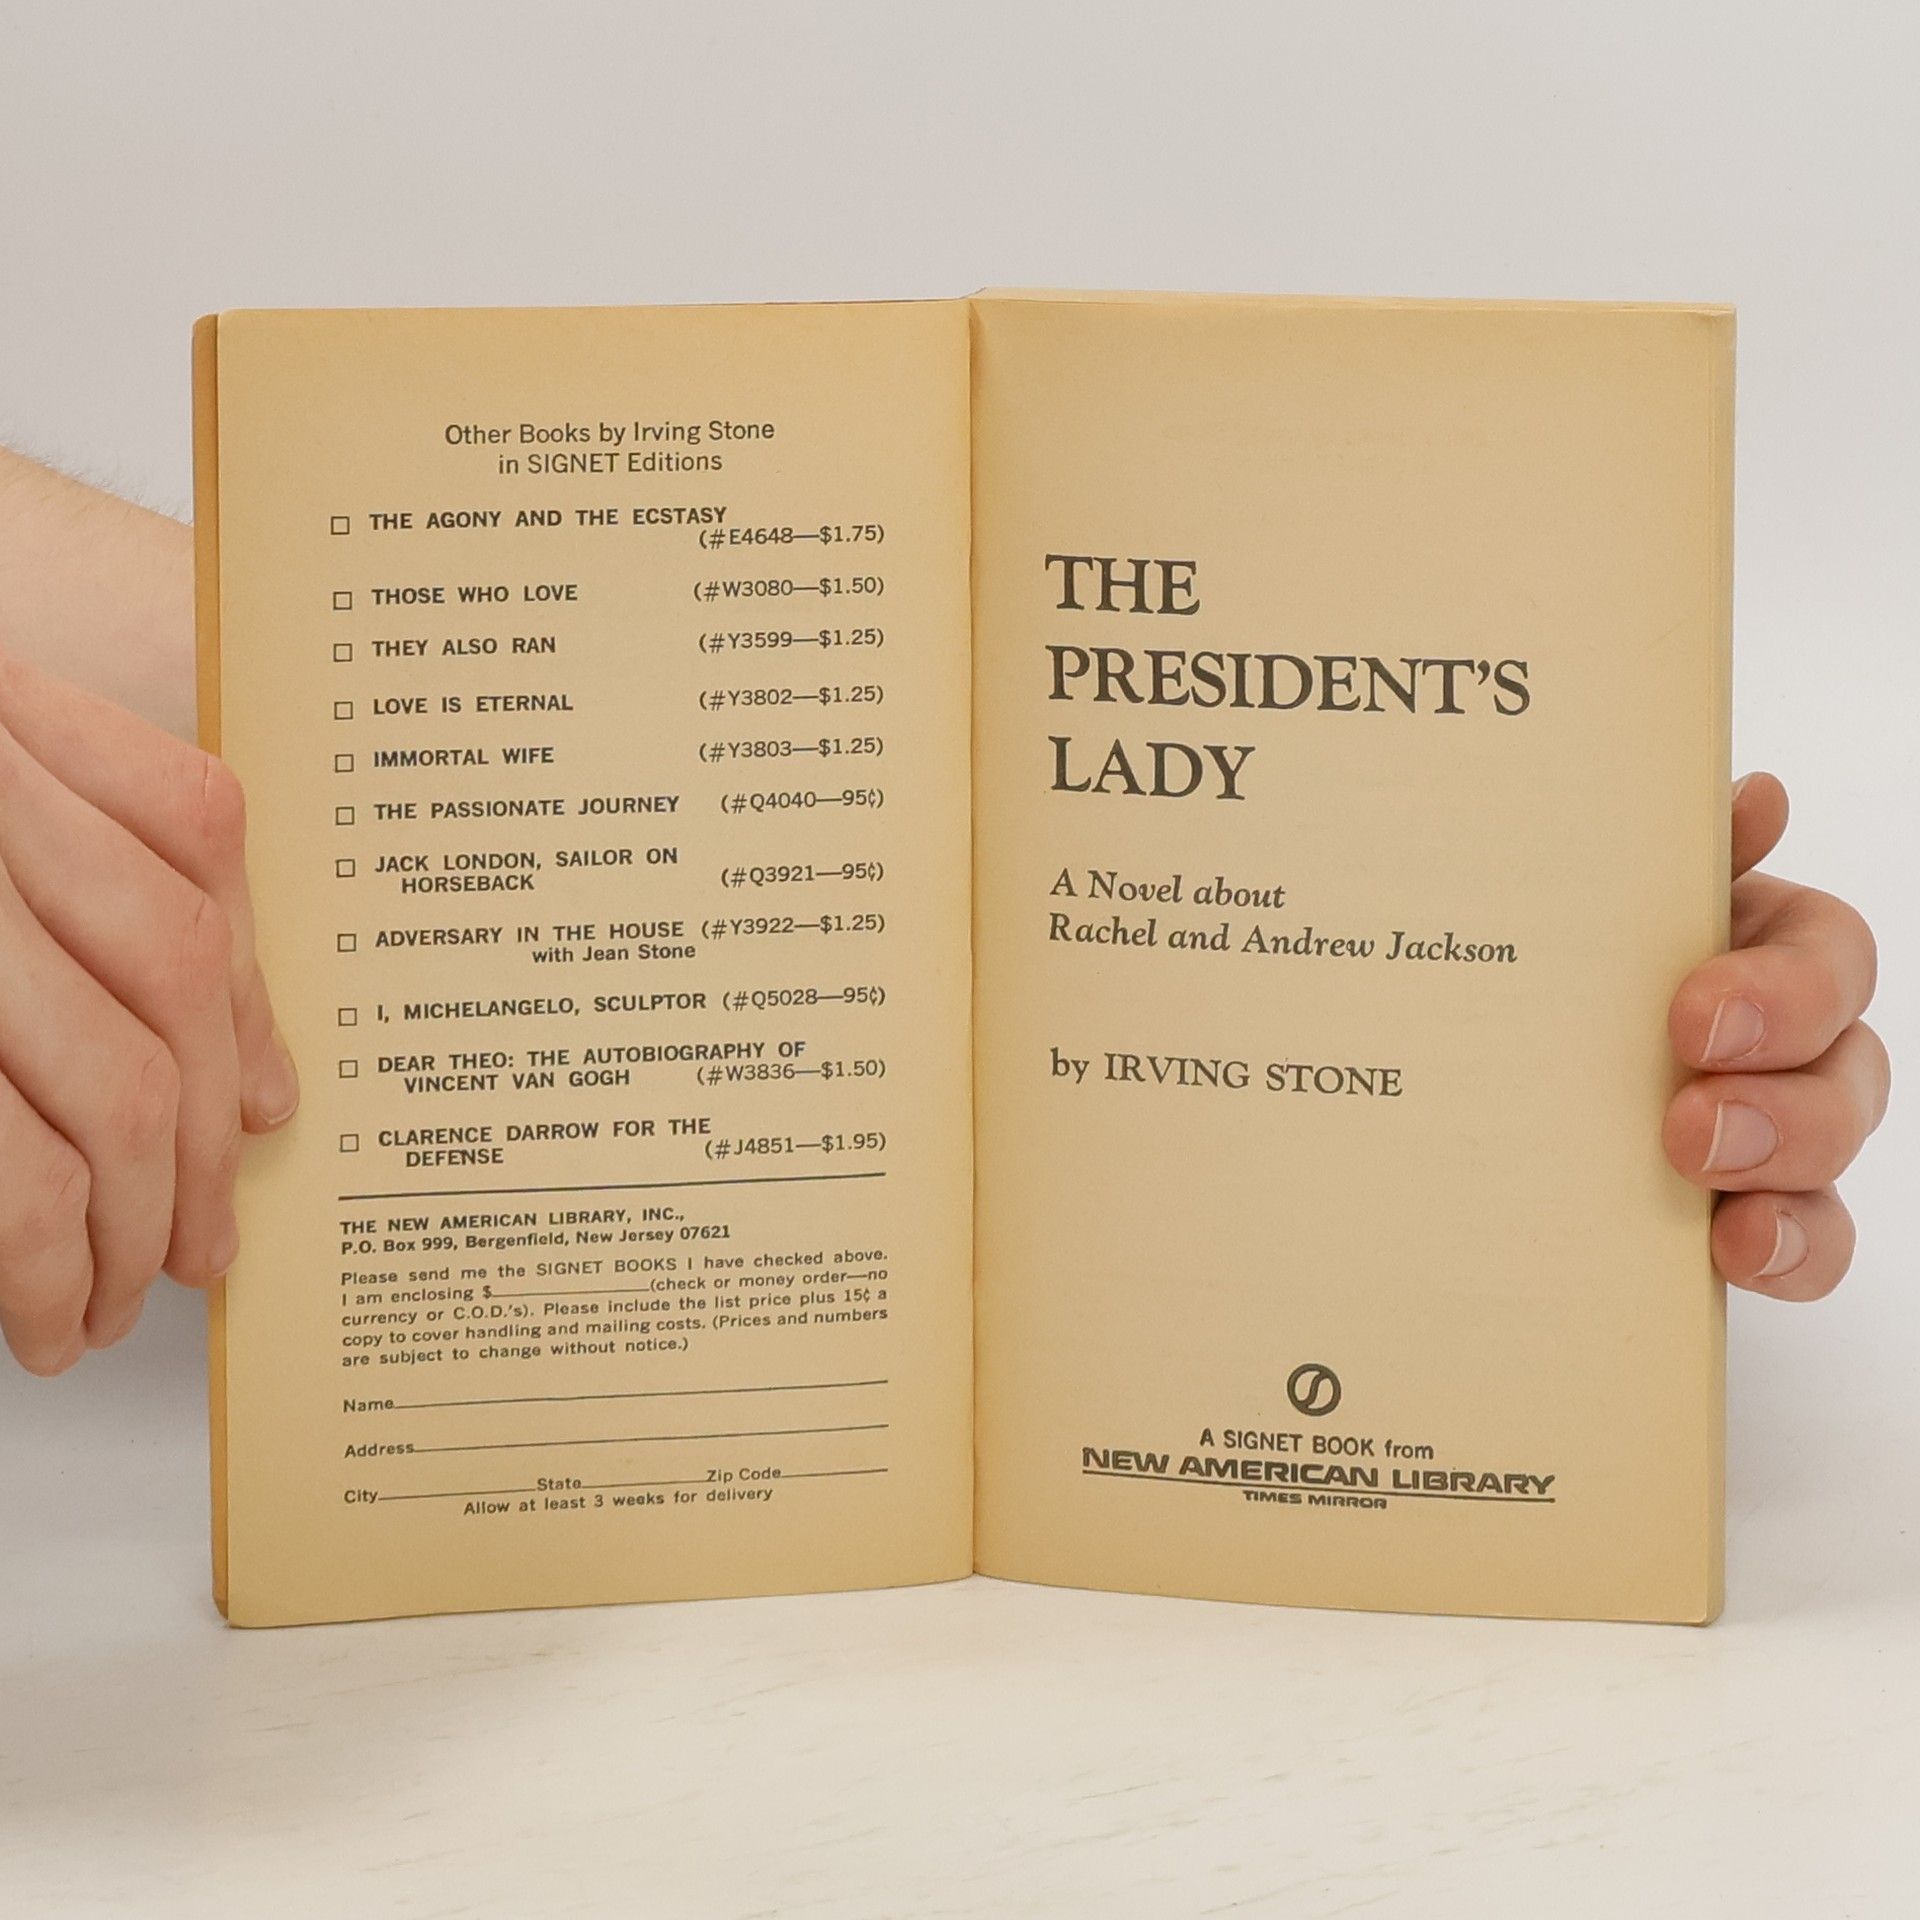 Other Books by Irving Stone
in SIGNET Editions
THE AGONY AND THE ECSTASY
(#E4648—$1.75)
THOSE WHO LOVE (#W3080—$1.50)
THEY ALSO RAN (#Y3599—$1.25)
LOVE IS ETERNAL (#Y3802—$1.25)
IMMORTAL WIFE (#Y3803—$1.25)
THE PASSIONATE JOURNEY (#Q4040—95¢)
JACK LONDON, SAILOR ON
HORSEBACK (#Q3921—95¢)
ADVERSARY IN THE HOUSE (#Y3922—$1.25)
with Jean Stone
I, MICHELANGELO, SCULPTOR (#Q5028—95¢)
DEAR THEO: THE AUTOBIOGRAPHY OF
VINCENT VAN GOGH (#W3836—$1.50)
CLARENCE DARROW FOR THE
DEFENSE (#J4851—$1.95)
THE NEW AMERICAN LIBRARY, INC.,
P.O. Box 999, Bergenfield, New Jersey 07621
Please send me the SIGNET BOOKS I have checked above.
I am enclosing $____________(check or money order—no
currency or C.O.D.'s). Please include the list price plus 15¢ a
copy to cover handling and mailing costs. (Prices and numbers
are subject to change without notice.)
Name
Address
City State Zip Code
Allow at least 3 weeks for delivery
THE
PRESIDENT'S
LADY
A Novel about
Rachel and Andrew Jackson
by IRVING STONE
A SIGNET BOOK from
NEW AMERICAN LIBRARY
TIMES MIRROR